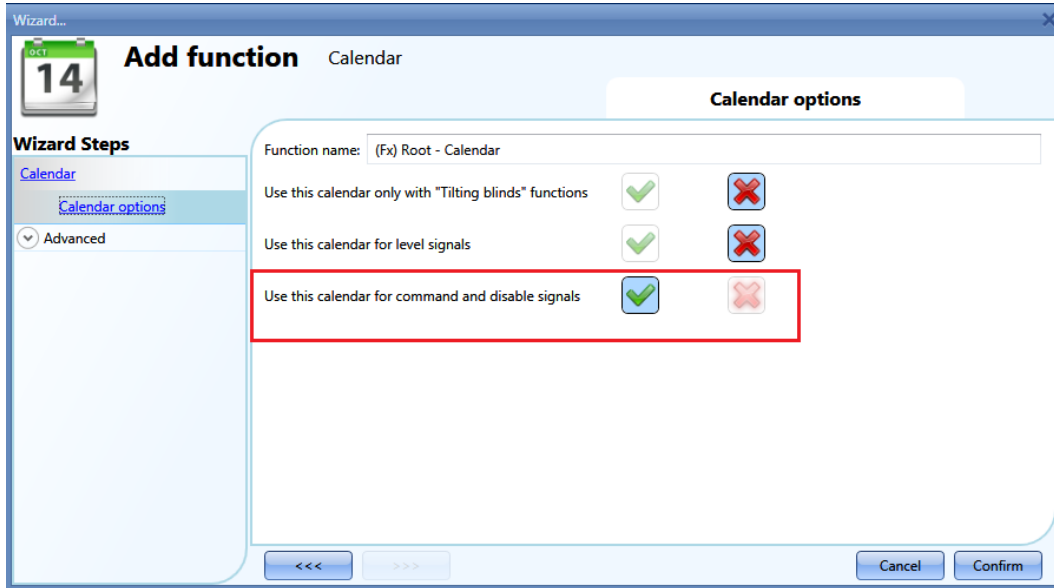 Wizard...
OCT
14
Add function Calendar
Calendar options
Wizard Steps
Calendar
Calendar options
Advanced
Function name: (Fx) Root - Calendar
Use this calendar only with "Tilting blinds" functions
Use this calendar for level signals
Use this calendar for command and disable signals
<<< >>> Cancel Confirm